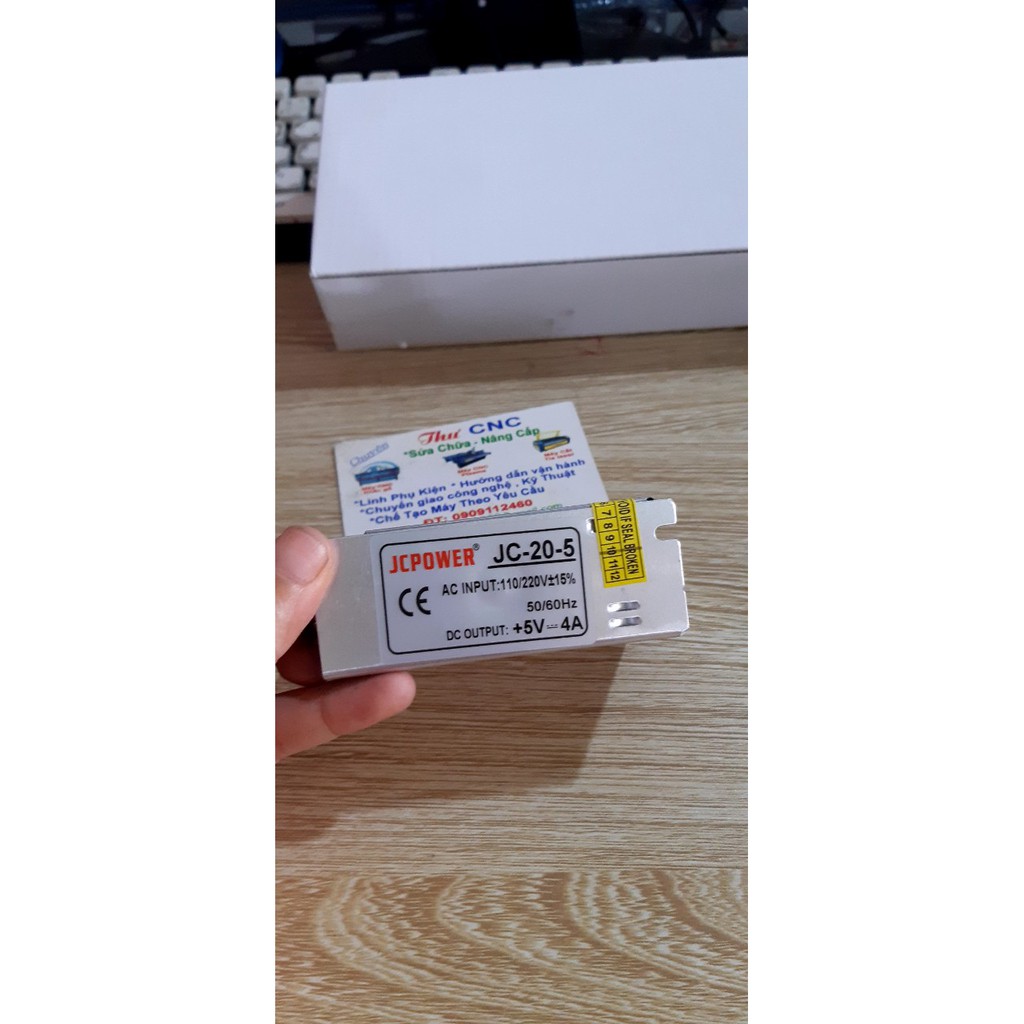 Thư CNC
Chuyên
*Sửa Chữa - Nâng Cấp
*Linh Phụ Kiện * Hướng dẫn vận hành
*Chuyển giao công nghệ , Kỹ Thuật
*Chế Tạo Máy Theo Yêu Cầu
ĐT: 0909112460
JCPOWER® JC-20-5
CE
AC INPUT:110/220V±15%
50/60Hz
DC OUTPUT: +5V⎓4A
IF SEAL BROKEN
7 8 9 10 11 12